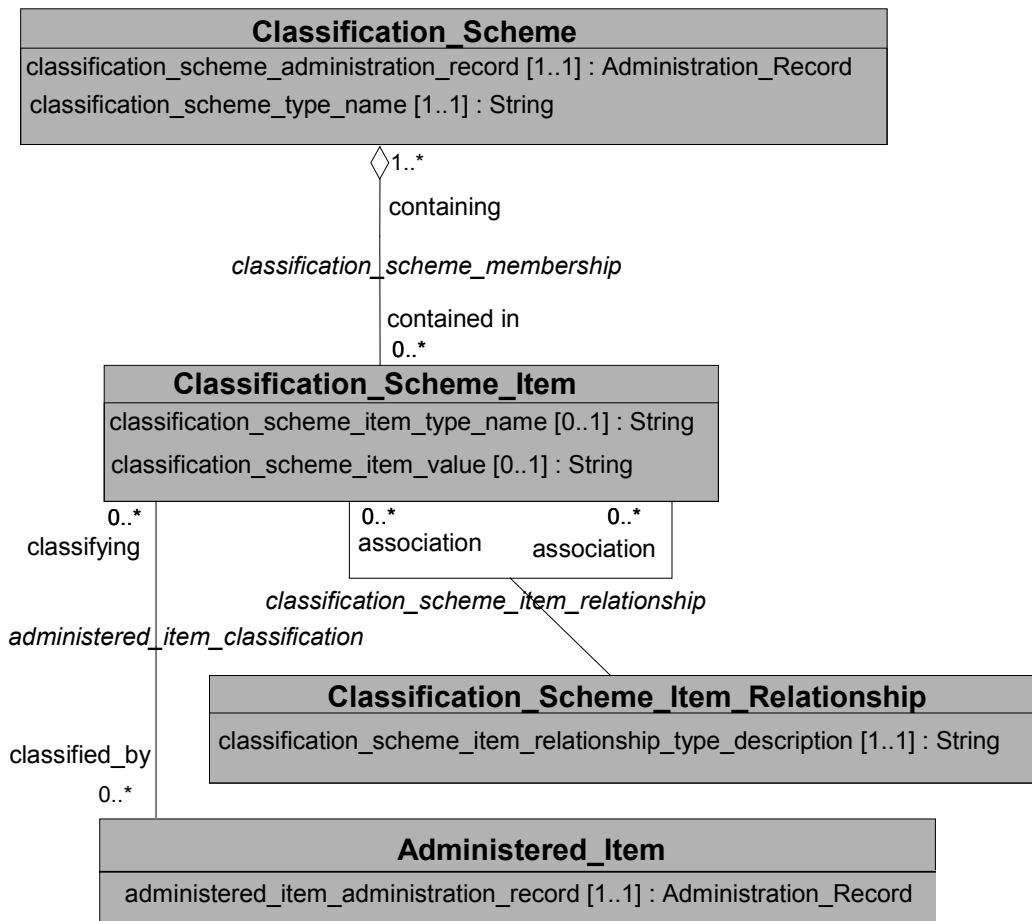 Classification_Scheme
classification_scheme_administration_record [1..1] : Administration_Record
classification_scheme_type_name [1..1] : String
1..*
containing
classification_scheme_membership
contained in
0..*
Classification_Scheme_Item
classification_scheme_item_type_name [0..1] : String
classification_scheme_item_value [0..1] : String
0..*
classifying
0..*
association
0..*
association
classification_scheme_item_relationship
administered_item_classification
Classification_Scheme_Item_Relationship
classification_scheme_item_relationship_type_description [1..1] : String
classified_by
0..*
Administered_Item
administered_item_administration_record [1..1] : Administration_Record